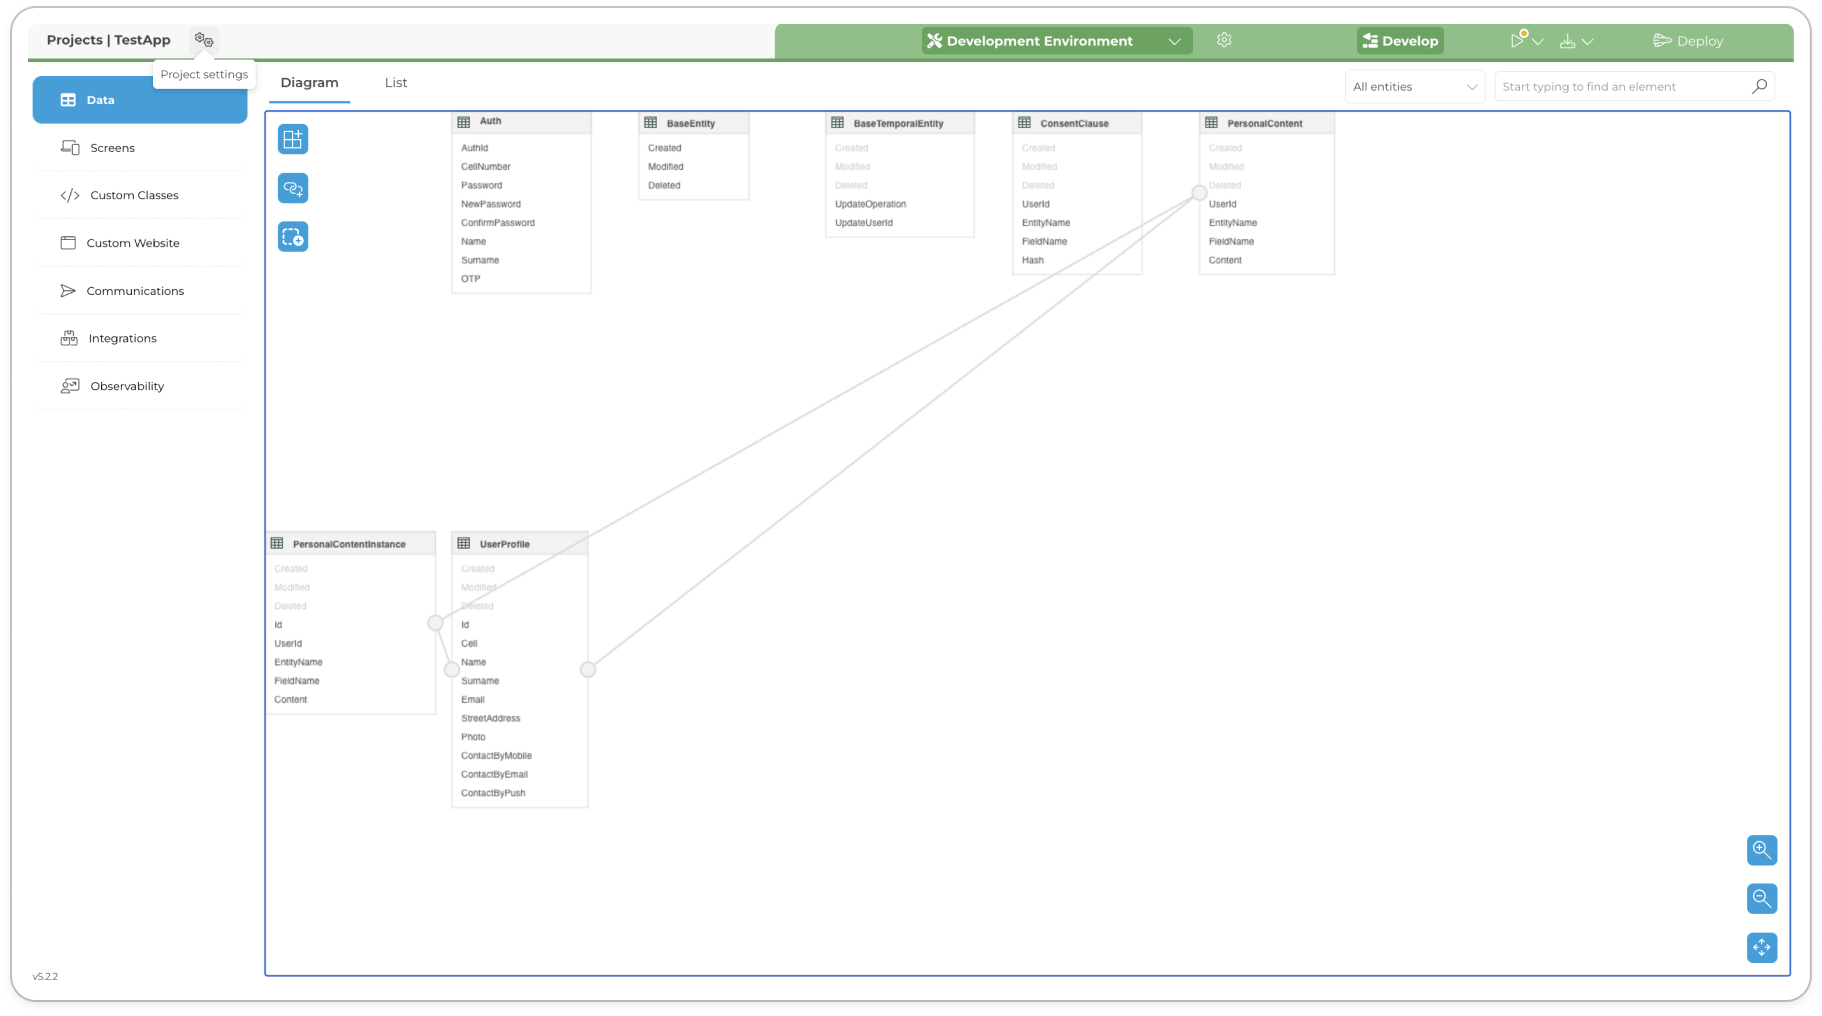 Projects | TestApp
Development Environment
Develop
Deploy
Project settings
Data
Screens
Custom Classes
Custom Website
Communications
Integrations
Observability
v5.2.2
Diagram
List
All entities
Start typing to find an element
Auth
AuthId
CellNumber
Password
NewPassword
ConfirmPassword
Name
Surname
OTP
BaseEntity
Created
Modified
Deleted
BaseTemporalEntity
Created
Modified
Deleted
UpdateOperation
UpdateUserId
ConsentClause
Created
Modified
Deleted
UserId
EntityName
FieldName
Hash
PersonalContent
Created
Modified
Deleted
UserId
EntityName
FieldName
Content
PersonalContentInstance
Created
Modified
Deleted
Id
UserId
EntityName
FieldName
Content
UserProfile
Created
Modified
Deleted
Id
Cell
Name
Surname
Email
StreetAddress
Photo
ContactByMobile
ContactByEmail
ContactByPush